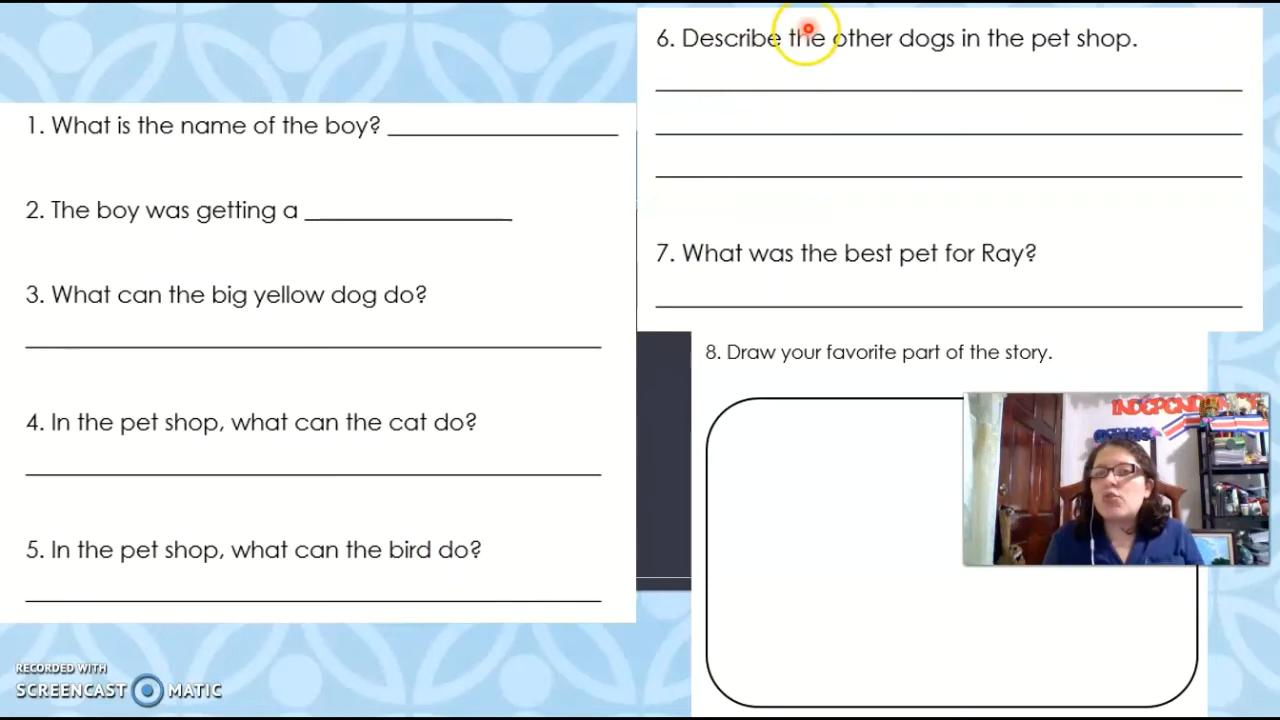 1. What is the name of the boy? ____________________
2. The boy was getting a __________________
3. What can the big yellow dog do?
4. In the pet shop, what can the cat do?
5. In the pet shop, what can the bird do?
6. Describe the other dogs in the pet shop.
7. What was the best pet for Ray?
8. Draw your favorite part of the story.
RECORDED WITH
SCREENCAST MATIC